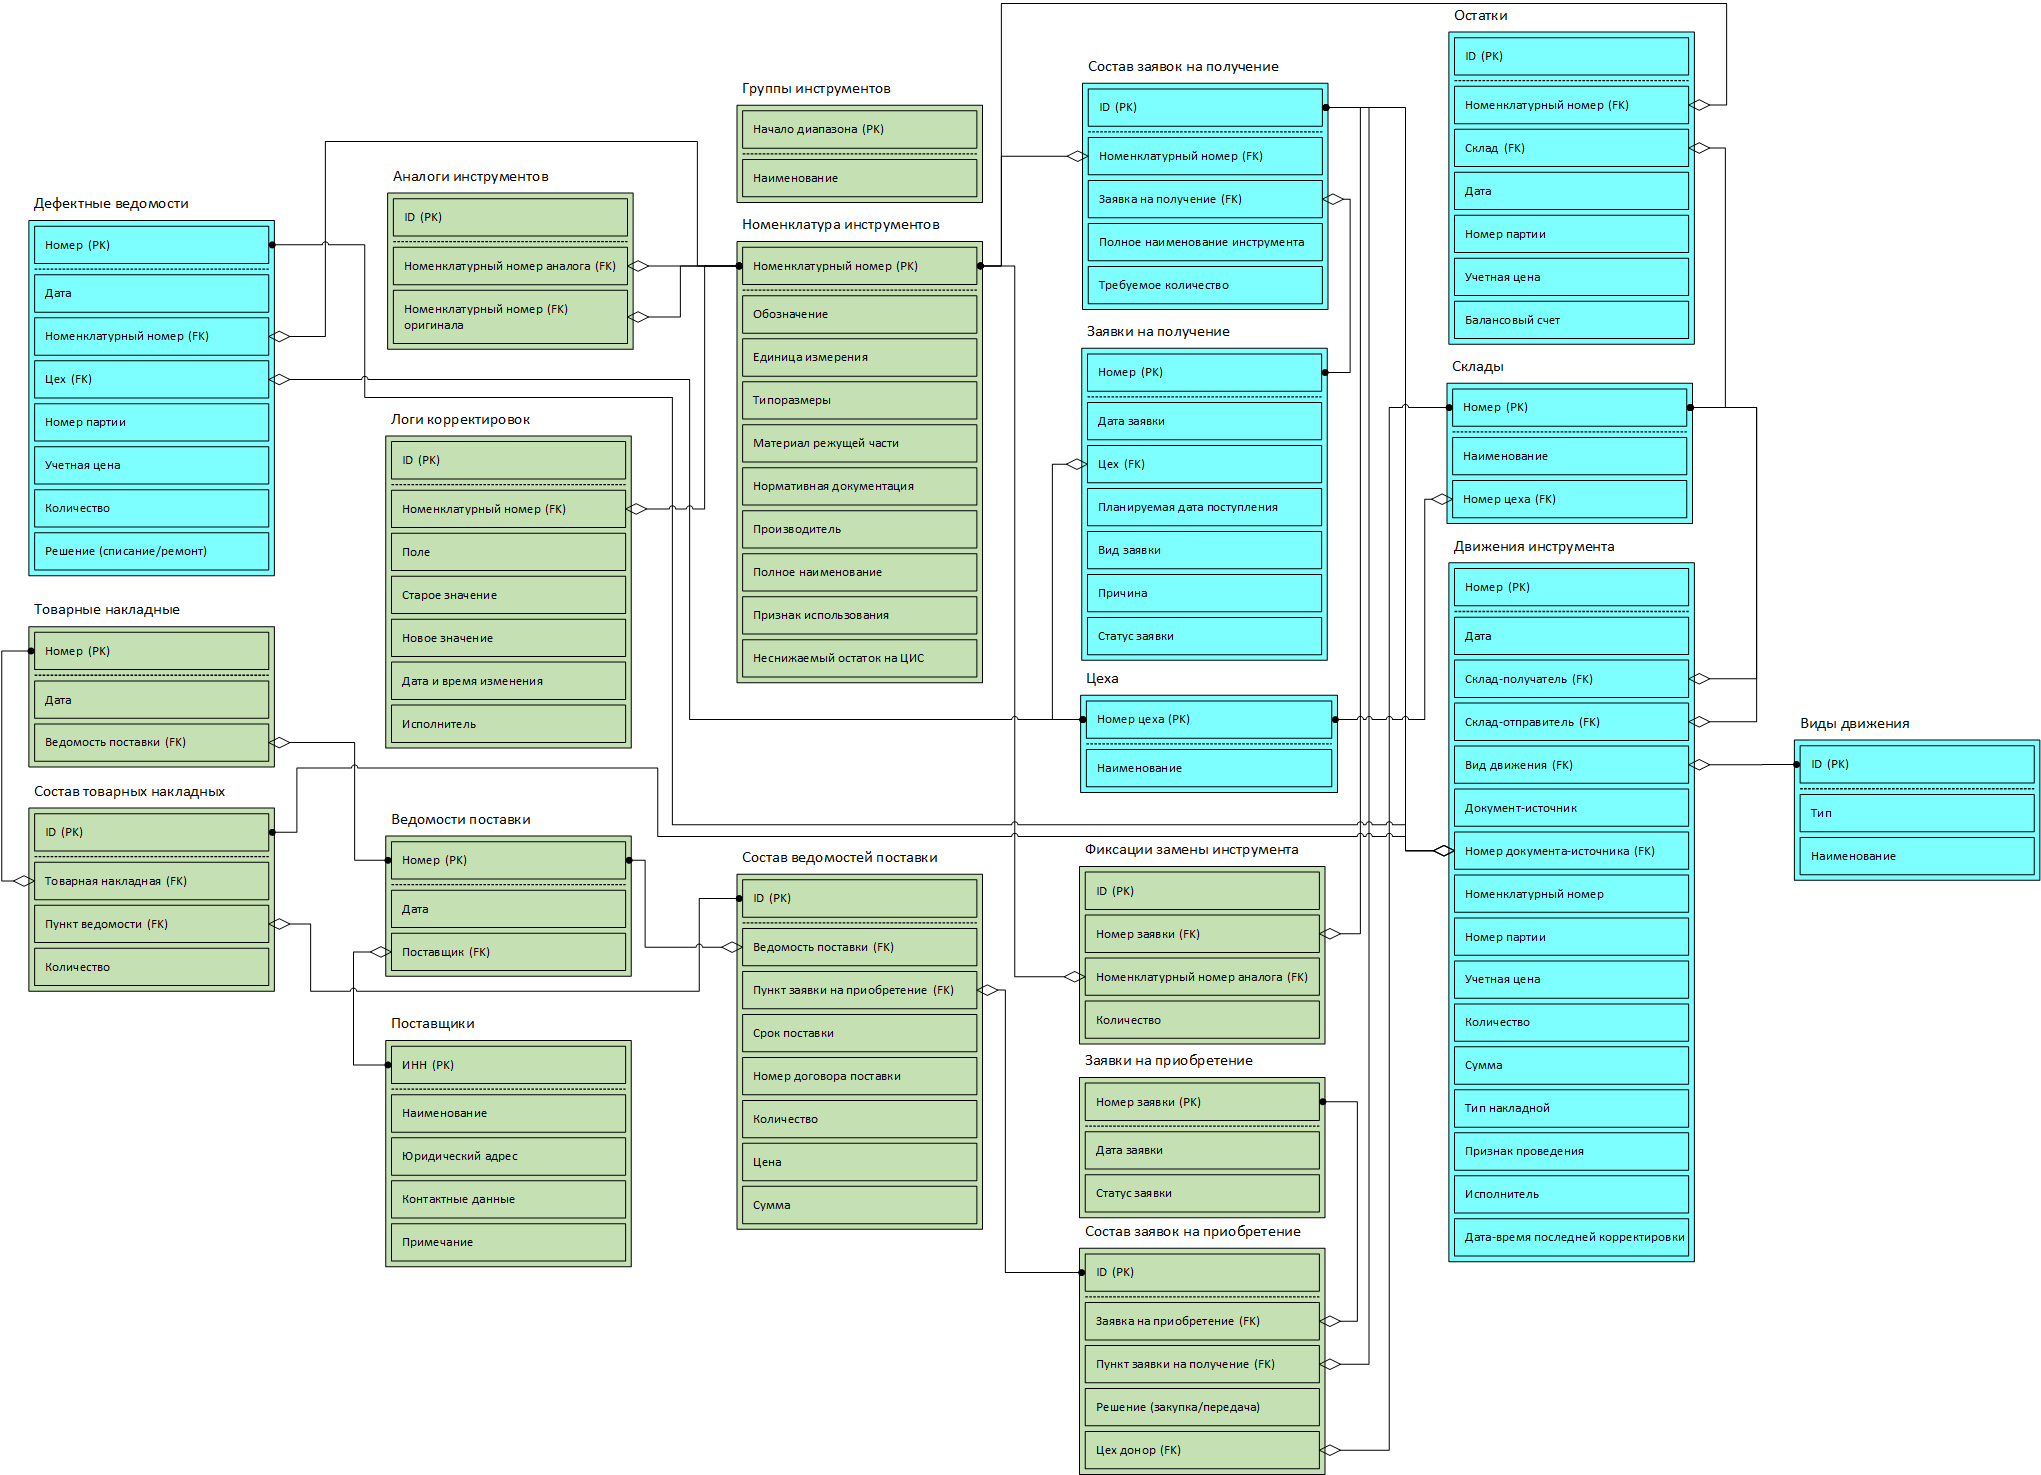 Дефектные ведомости
Номер (PK)
Дата
Номенклатурный номер (FK)
Цех (FK)
Номер партии
Учетная цена
Количество
Решение (списание/ремонт)
Товарные накладные
Номер (PK)
Дата
Ведомость поставки (FK)
Состав товарных накладных
ID (PK)
Товарная накладная (FK)
Пункт ведомости (FK)
Количество
Аналоги инструментов
ID (PK)
Номенклатурный номер аналога (FK)
Номенклатурный номер (FK)
оригинала
Логи корректировок
ID (PK)
Номенклатурный номер (FK)
Поле
Старое значение
Новое значение
Дата и время изменения
Исполнитель
Ведомости поставки
Номер (PK)
Дата
Поставщик (FK)
Поставщики
ИНН (PK)
Наименование
Юридический адрес
Контактные данные
Примечание
Группы инструментов
Начало диапазона (PK)
Наименование
Номенклатура инструментов
Номенклатурный номер (PK)
Обозначение
Единица измерения
Типоразмеры
Материал режущей части
Нормативная документация
Производитель
Полное наименование
Признак использования
Неснижаемый остаток на ЦИС
Состав ведомостей поставки
ID (PK)
Ведомость поставки (FK)
Пункт заявки на приобретение (FK)
Срок поставки
Номер договора поставки
Количество
Цена
Сумма
Состав заявок на получение
ID (PK)
Номенклатурный номер (FK)
Заявка на получение (FK)
Полное наименование инструмента
Требуемое количество
Заявки на получение
Номер (PK)
Дата заявки
Цех (FK)
Планируемая дата поступления
Вид заявки
Причина
Статус заявки
Цеха
Номер цеха (PK)
Наименование
Фиксации замены инструмента
ID (PK)
Номер заявки (FK)
Номенклатурный номер аналога (FK)
Количество
Заявки на приобретение
Номер заявки (PK)
Дата заявки
Статус заявки
Состав заявок на приобретение
ID (PK)
Заявка на приобретение (FK)
Пункт заявки на получение (FK)
Решение (закупка/передача)
Цех донор (FK)
Остатки
ID (PK)
Номенклатурный номер (FK)
Склад (FK)
Дата
Номер партии
Учетная цена
Балансовый счет
Склады
Номер (PK)
Наименование
Номер цеха (FK)
Движения инструмента
Номер (PK)
Дата
Склад-получатель (FK)
Склад-отправитель (FK)
Вид движения (FK)
Документ-источник
Номер документа-источника (FK)
Номенклатурный номер
Номер партии
Учетная цена
Количество
Сумма
Тип накладной
Признак проведения
Исполнитель
Дата-время последней корректировки
Виды движения
ID (PK)
Тип
Наименование